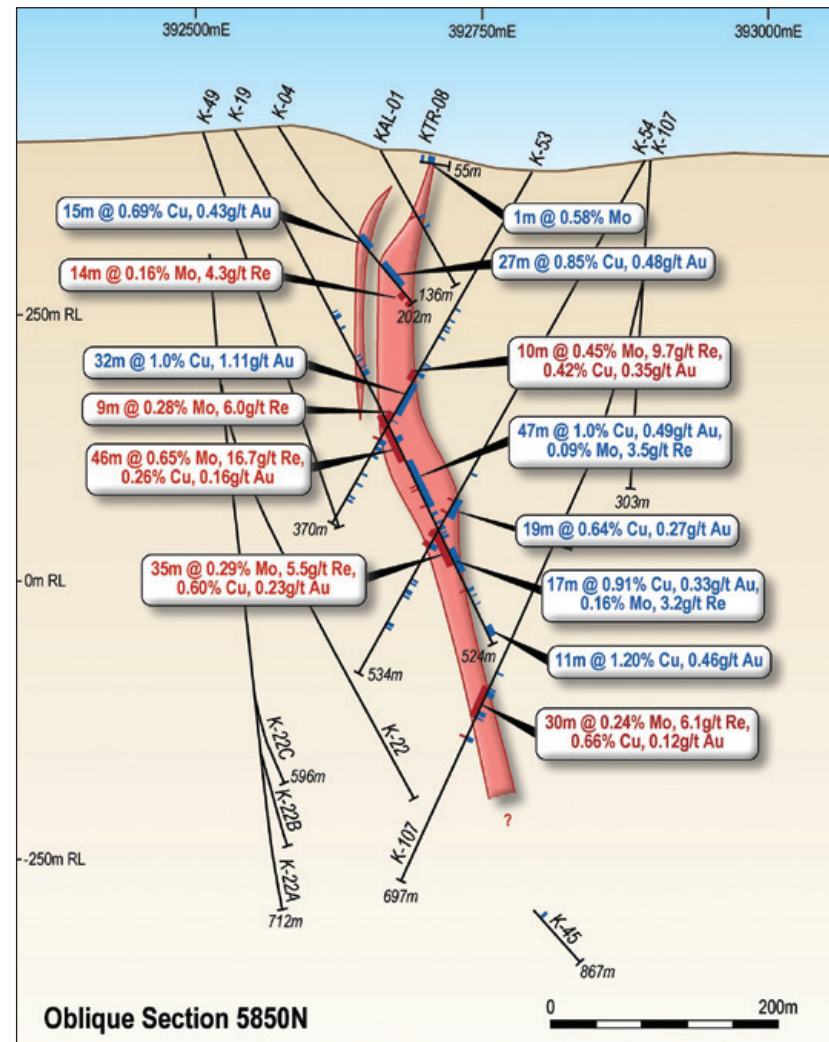 392500mE
392750mE
393000mE
K-49
K-19
K-04
KAL-01
KTR-08
K-53
K-54
K-107
55m
15m @ 0.69% Cu, 0.43g/t Au
1m @ 0.58% Mo
14m @ 0.16% Mo, 4.3g/t Re
27m @ 0.85% Cu, 0.48g/t Au
136m
202m
250m RL
32m @ 1.0% Cu, 1.11g/t Au
10m @ 0.45% Mo, 9.7g/t Re,
0.42% Cu, 0.35g/t Au
9m @ 0.28% Mo, 6.0g/t Re
47m @ 1.0% Cu, 0.49g/t Au,
0.09% Mo, 3.5g/t Re
46m @ 0.65% Mo, 16.7g/t Re,
0.26% Cu, 0.16g/t Au
303m
370m
19m @ 0.64% Cu, 0.27g/t Au
0m RL
35m @ 0.29% Mo, 5.5g/t Re,
0.60% Cu, 0.23g/t Au
17m @ 0.91% Cu, 0.33g/t Au,
0.16% Mo, 3.2g/t Re
524m
11m @ 1.20% Cu, 0.46g/t Au
534m
30m @ 0.24% Mo, 6.1g/t Re,
0.66% Cu, 0.12g/t Au
K-22C
K-22
596m
K-22B
?
K-107
-250m RL
K-22A
697m
712m
K-45
867m
Oblique Section 5850N
0
200m